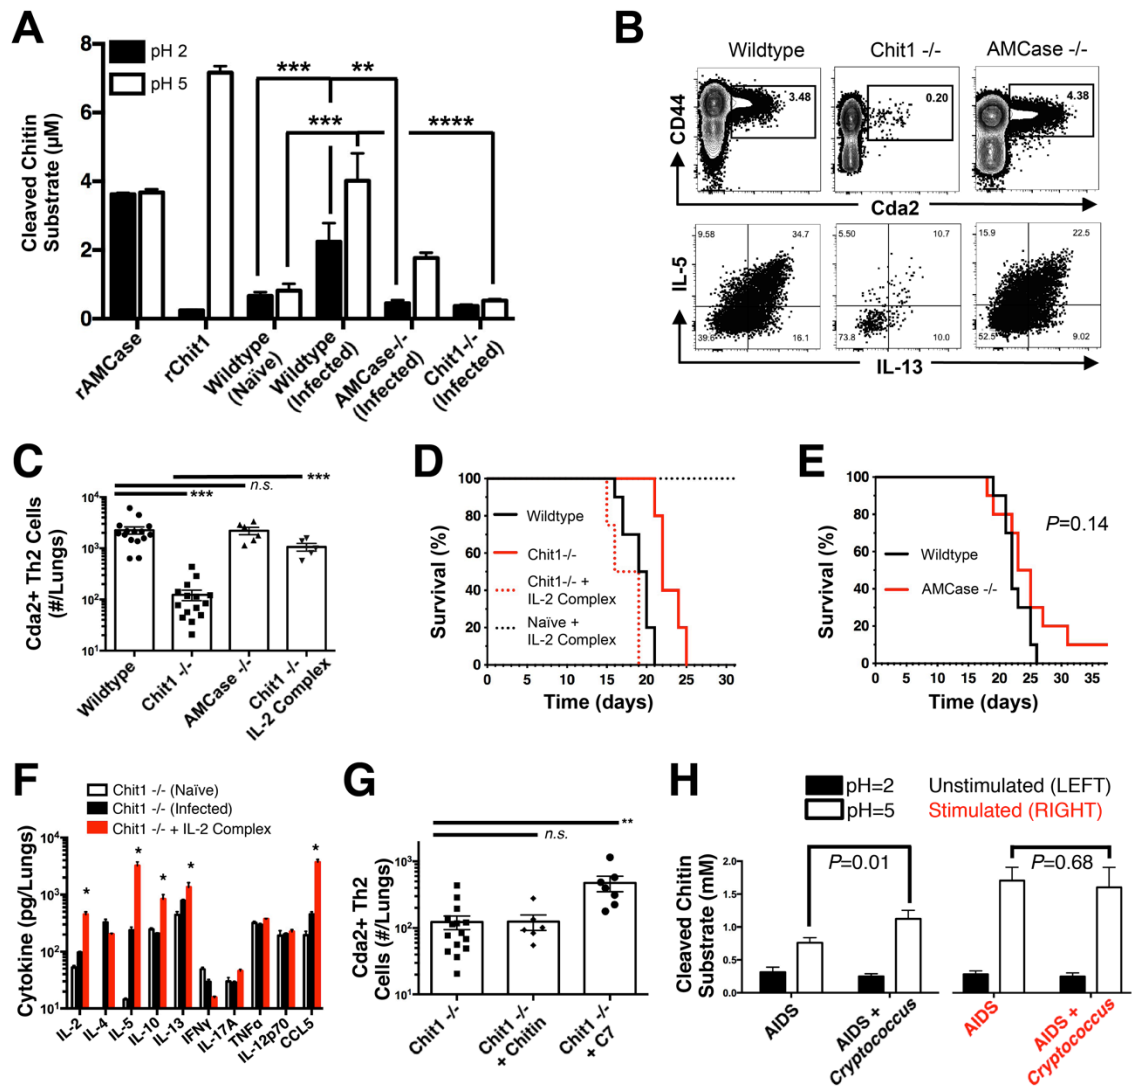 A
8
6
4
2
0
Cleaved Chitin
Substrate (µM)
pH 2
pH 5
***
**
***
****
rAMCase
rChit1
Wildtype
(Naïve)
Wildtype
(Infected)
AMCase-/-
(Infected)
Chit1-/-
(Infected)
B
Wildtype
Chit1 -/-
AMCase -/-
3.48
0.20
4.38
CD44
Cda2
9.58
34.7
5.50
10.7
15.9
22.5
16.1
73.8
10.0
52.5
9.02
IL-5
IL-13
C
***
n.s.
***
10⁴
10³
10²
10¹
Cda2+ Th2 Cells
(#/Lungs)
Wildtype
Chit1 -/-
AMCase -/-
Chit1 -/-
IL-2 Complex
D
100
80
60
40
20
0
Survival (%)
Wildtype
Chit1-/-
Chit1-/- +
IL-2 Complex
Naïve +
IL-2 Complex
0 5 10 15 20 25 30
Time (days)
E
100
80
60
40
20
0
Survival (%)
P=0.14
Wildtype
AMCase -/-
0 5 10 15 20 25 30 35
Time (days)
F
Chit1 -/- (Naïve)
Chit1 -/- (Infected)
Chit1 -/- + IL-2 Complex
10⁴
10³
10²
10¹
Cytokine (pg/Lungs)
*
*
*
*
*
IL-2
IL-4
IL-5
IL-10
IL-13
IFNγ
IL-17A
TNFα
IL-12p70
CCL5
G
**
n.s.
10³
10²
10¹
Cda2+ Th2
Cells (#/Lungs)
Chit1 -/-
Chit1 -/-
+ Chitin
Chit1 -/-
+ C7
H
pH=2
pH=5
Unstimulated (LEFT)
Stimulated (RIGHT)
P=0.01
P=0.68
2.0
1.5
1.0
0.5
0.0
Cleaved Chitin
Substrate (mM)
AIDS
AIDS +
Cryptococcus
AIDS
AIDS +
Cryptococcus